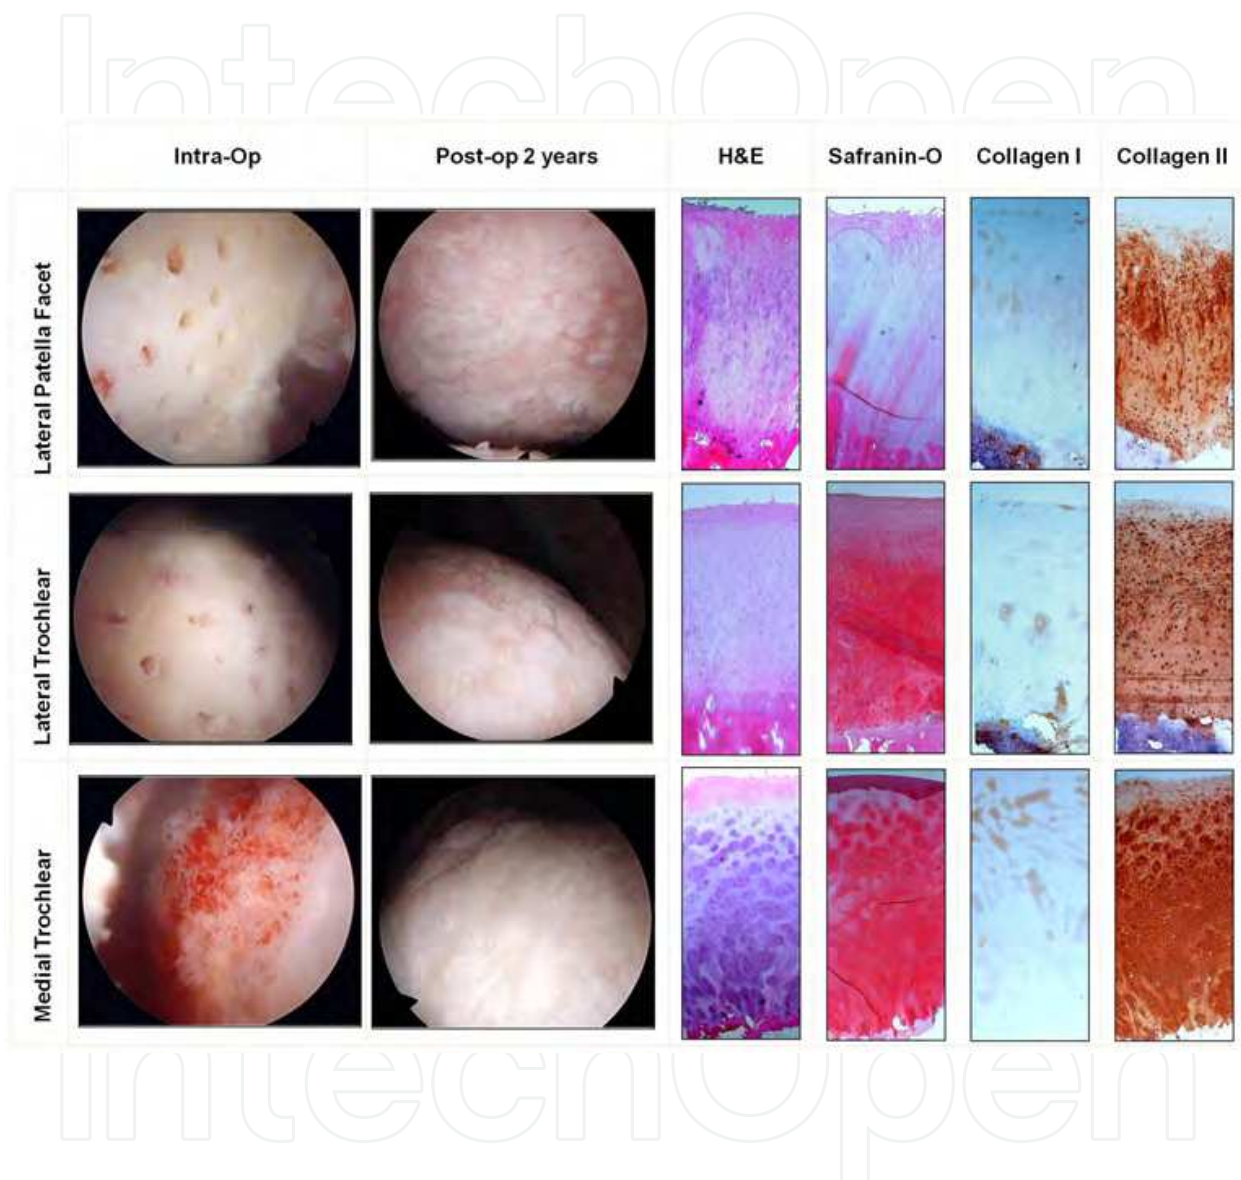 IntechOpen
Intra-Op Post-op 2 years H&E Safranin-O Collagen I Collagen II
Lateral Patella Facet
Lateral Trochlear
Medial Trochlear
IntechOpen